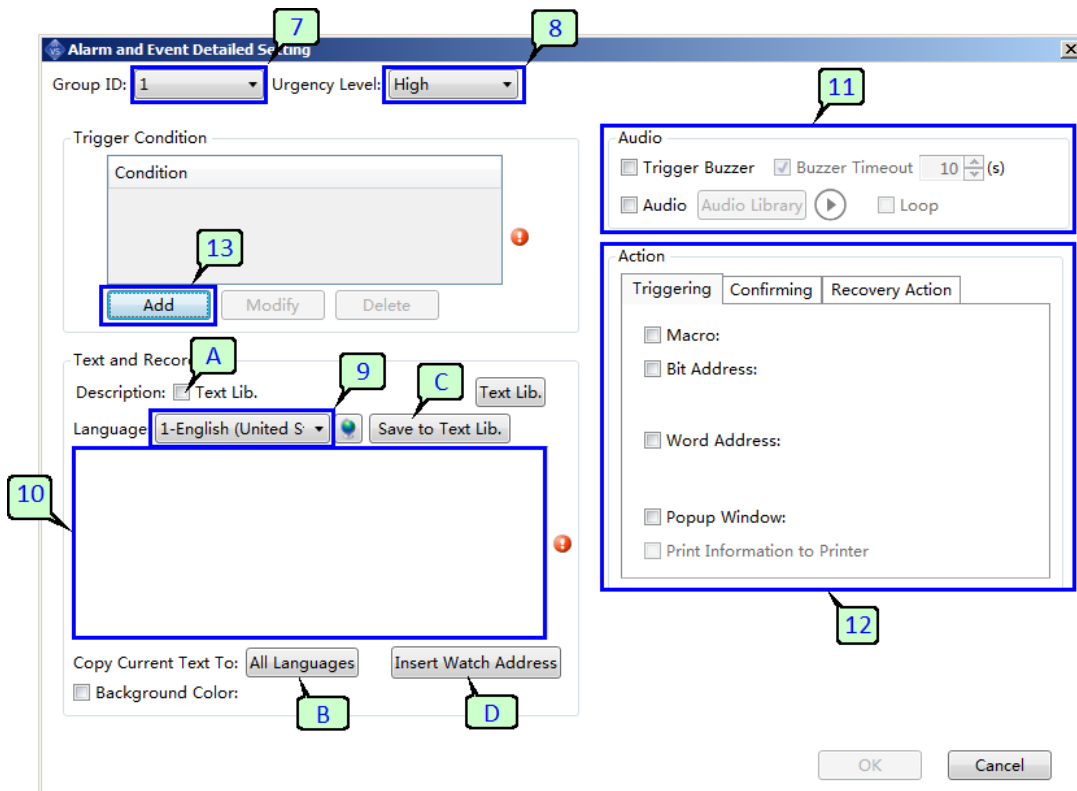 7
8
Alarm and Event Detailed Setting
Group ID: 1 Urgency Level: High
11
Trigger Condition
Condition
13
Add Modify Delete
Audio
Trigger Buzzer Buzzer Timeout 10 (s)
Audio Audio Library Loop
Action
Triggering Confirming Recovery Action
Macro:
Bit Address:
Word Address:
Popup Window:
Print Information to Printer
12
Text and Recor
A
9
C
Description: Text Lib. Text Lib.
Language 1-English (United S Save to Text Lib.
10
Copy Current Text To: All Languages Insert Watch Address
Background Color:
B
D
OK Cancel